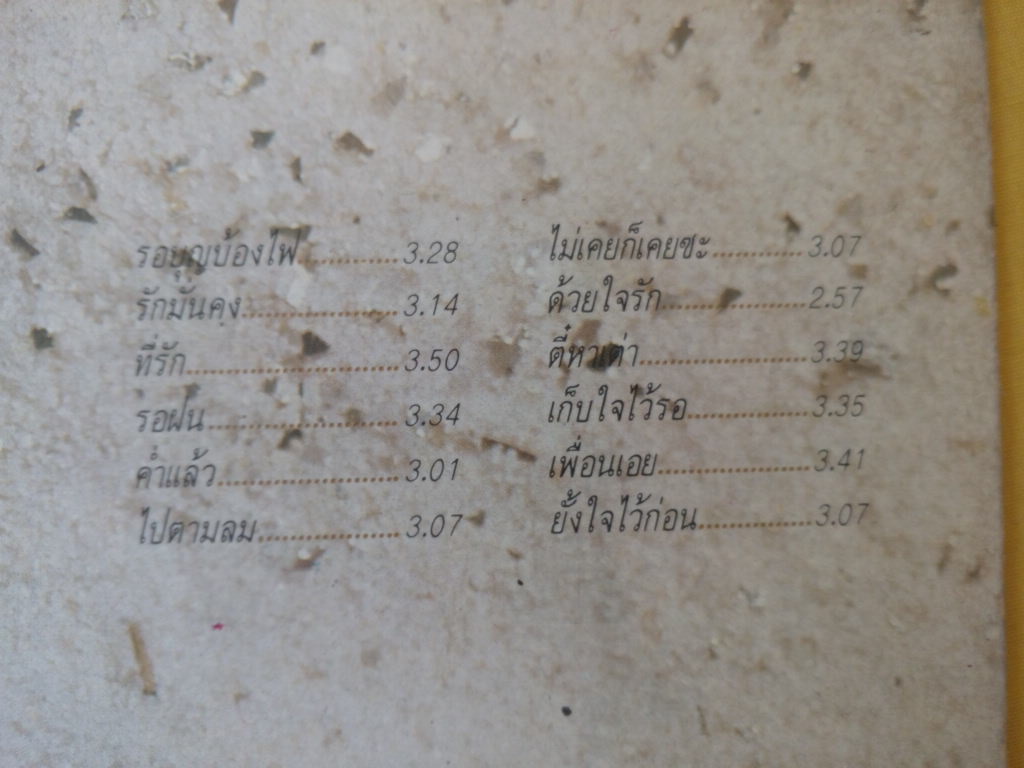 รอบุญบ้องไฟ............3.28
รักมั่นคง....................3.14
ที่รัก..........................3.50
รอฝน.......................3.34
ค่ำแล้ว......................3.01
ไปตามลม.................3.07
ไม่เคยก็เคยซะ...........3.07
ด้วยใจรัก.................2.57
ตี๋หาเต่า....................3.39
เก็บใจไว้รอ..............3.35
เพื่อนเอย..................3.41
ยั้งใจไว้ก่อน.............3.07